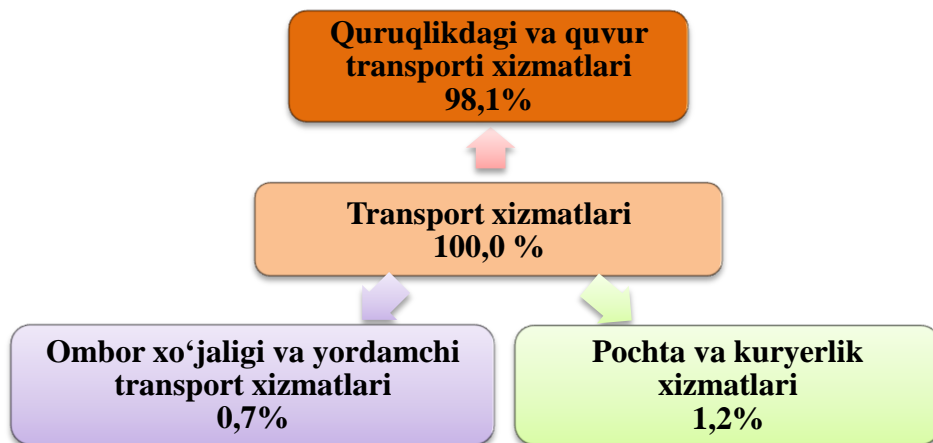 Quruqlikdagi va quvur
transporti xizmatlari
98,1%
Transport xizmatlari
100,0 %
Ombor xo‘jaligi va yordamchi
transport xizmatlari
0,7%
Pochta va kuryerlik
xizmatlari
1,2%